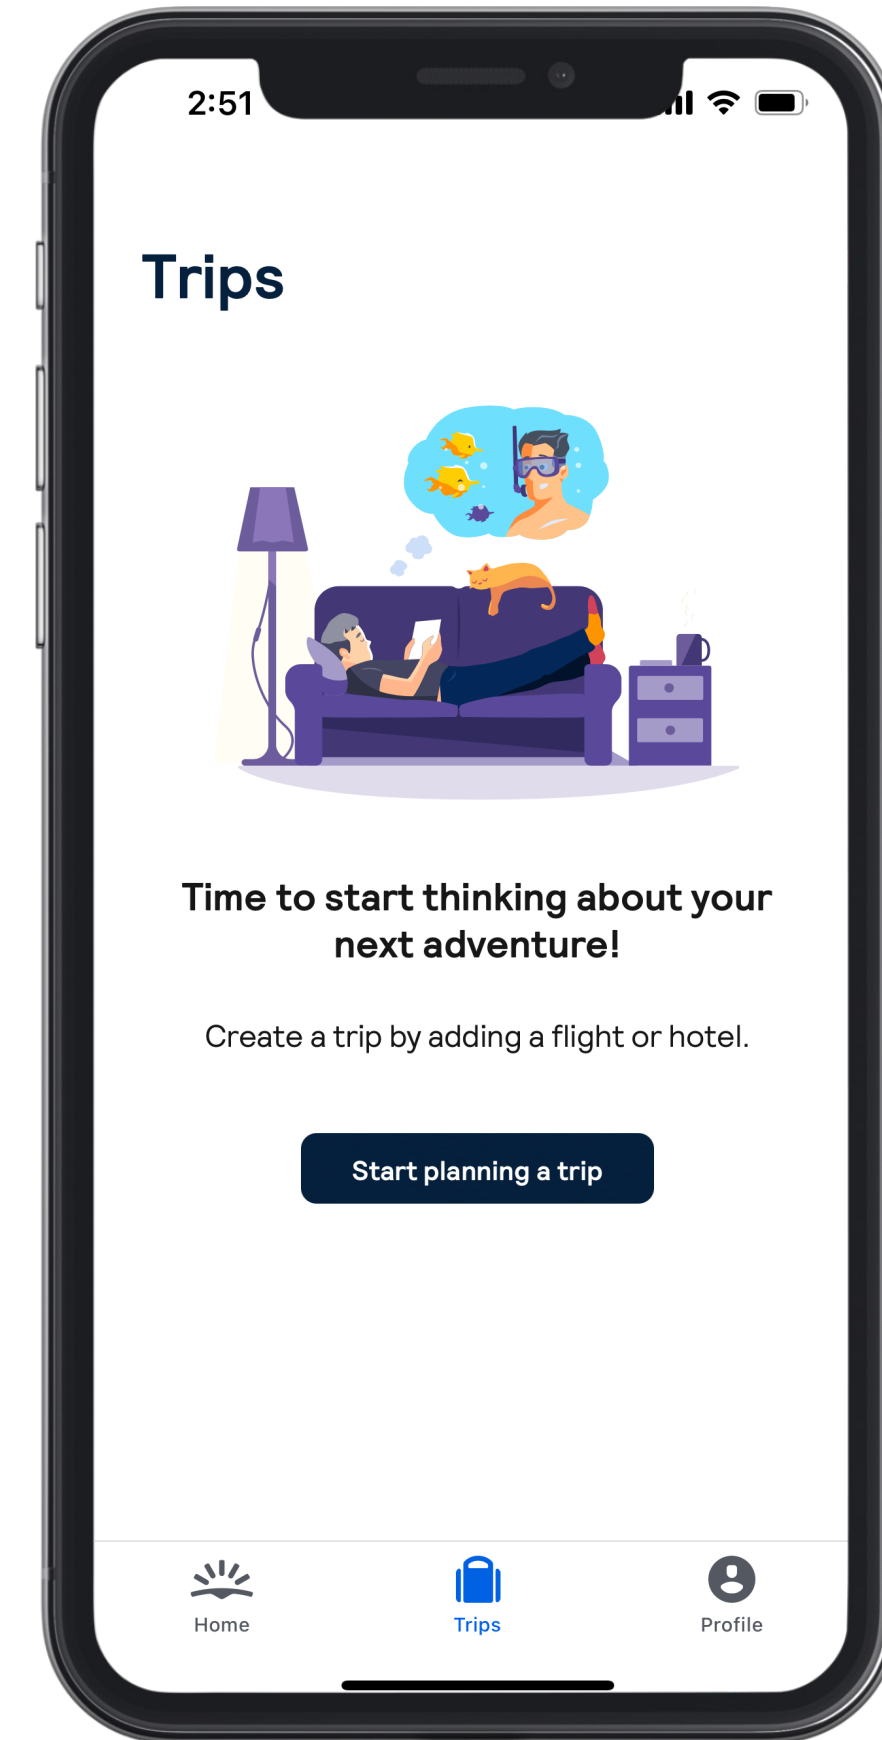 2:51
Trips
Time to start thinking about your
next adventure!
Create a trip by adding a flight or hotel.
Start planning a trip
Home
Trips
Profile